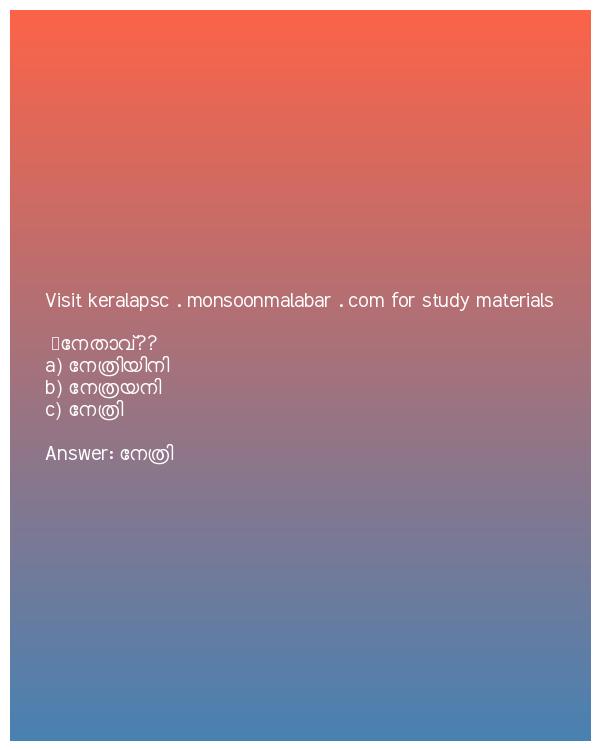 Visit keralapsc . monsoonmalabar . com for study materials
നേതാവ്??
a) നേത്രിയിനി
b) നേത്രയനി
c) നേത്രി
Answer: നേത്രി